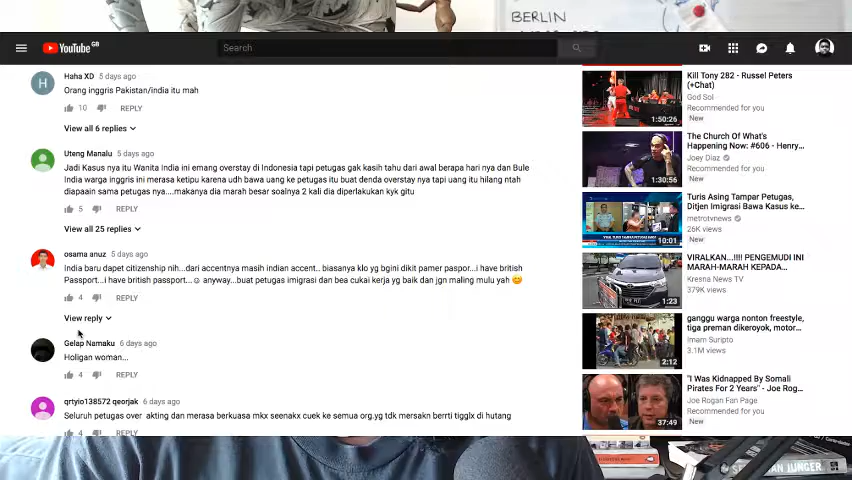 BERLIN
YouTube GB
Search
Haha XD 5 days ago
Orang inggris Pakistan/india itu mah
10 REPLY
View all 6 replies
Uteng Manalu 5 days ago
Jadi Kasus nya itu Wanita India ini emang overstay di Indonesia tapi petugas gak kasih tahu dari awal berapa hari nya dan Bule
India warga inggris ini merasa ketipu karena udh bawa uang ke petugas itu buat denda overstay nya tapi uang itu hilang ntah
diapain sama petugas nya....makanya dia marah besar soalnya 2 kali dia diperlakukan kyk gitu
5 REPLY
View all 25 replies
osama anuz 5 days ago
India baru dapet citizenship nih...dari accentnya masih indian accent.. biasanya klo yg bgini dikit pamer paspor...i have british
Passport...i have british passport...☺ anyway...buat petugas imigrasi dan bea cukai kerja yg baik dan jgn maling mulu yah 😊
4 REPLY
View reply
Gelap Namaku 6 days ago
Holigan woman...
4 REPLY
qrtyio138572 qeorjak 6 days ago
Seluruh petugas over akting dan merasa berkuasa mkx seenakx cuek ke semua org.yg tdk mersakn berrti tigglx di hutang
4 REPLY
Kill Tony 282 - Russel Peters
(+Chat)
God Sol
Recommended for you
New
1:50:26
The Church Of What's
Happening Now: #606 - Henry...
Joey Diaz
Recommended for you
1:30:56
Turis Asing Tampar Petugas,
Ditjen Imigrasi Bawa Kasus ke...
metrotvnews
26K views
New
10:01
VIRALKAN...!!!! PENGEMUDI INI
MARAH-MARAH KEPADA...
Kresna News TV
379K views
1:23
ganggu warga nonton freestyle,
tiga preman dikeroyok, motor...
Imam Suripto
3.1M views
2:12
"I Was Kidnapped By Somali
Pirates For 2 Years" - Joe Rog...
Joe Rogan Fan Page
Recommended for you
New
37:49
JUNGER